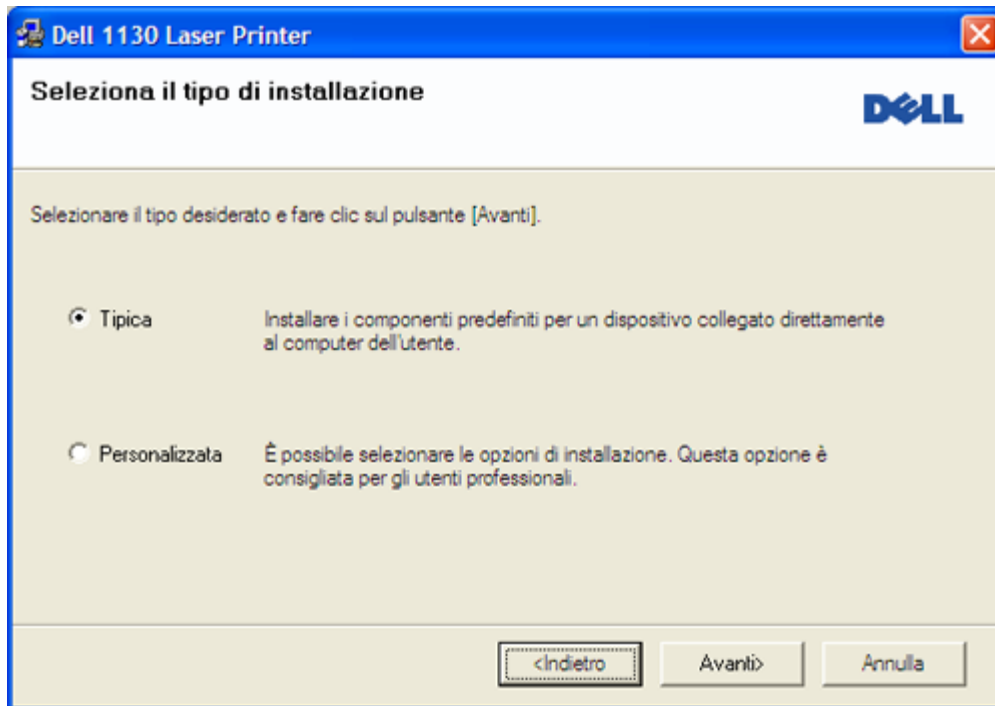 Dell 1130 Laser Printer
Seleziona il tipo di installazione
DELL
Selezionare il tipo desiderato e fare clic sul pulsante [Avanti].
Tipica
Installare i componenti predefiniti per un dispositivo collegato direttamente
al computer dell'utente.
Personalizzata
È possibile selezionare le opzioni di installazione. Questa opzione è
consigliata per gli utenti professionali.
<Indietro
Avanti>
Annulla